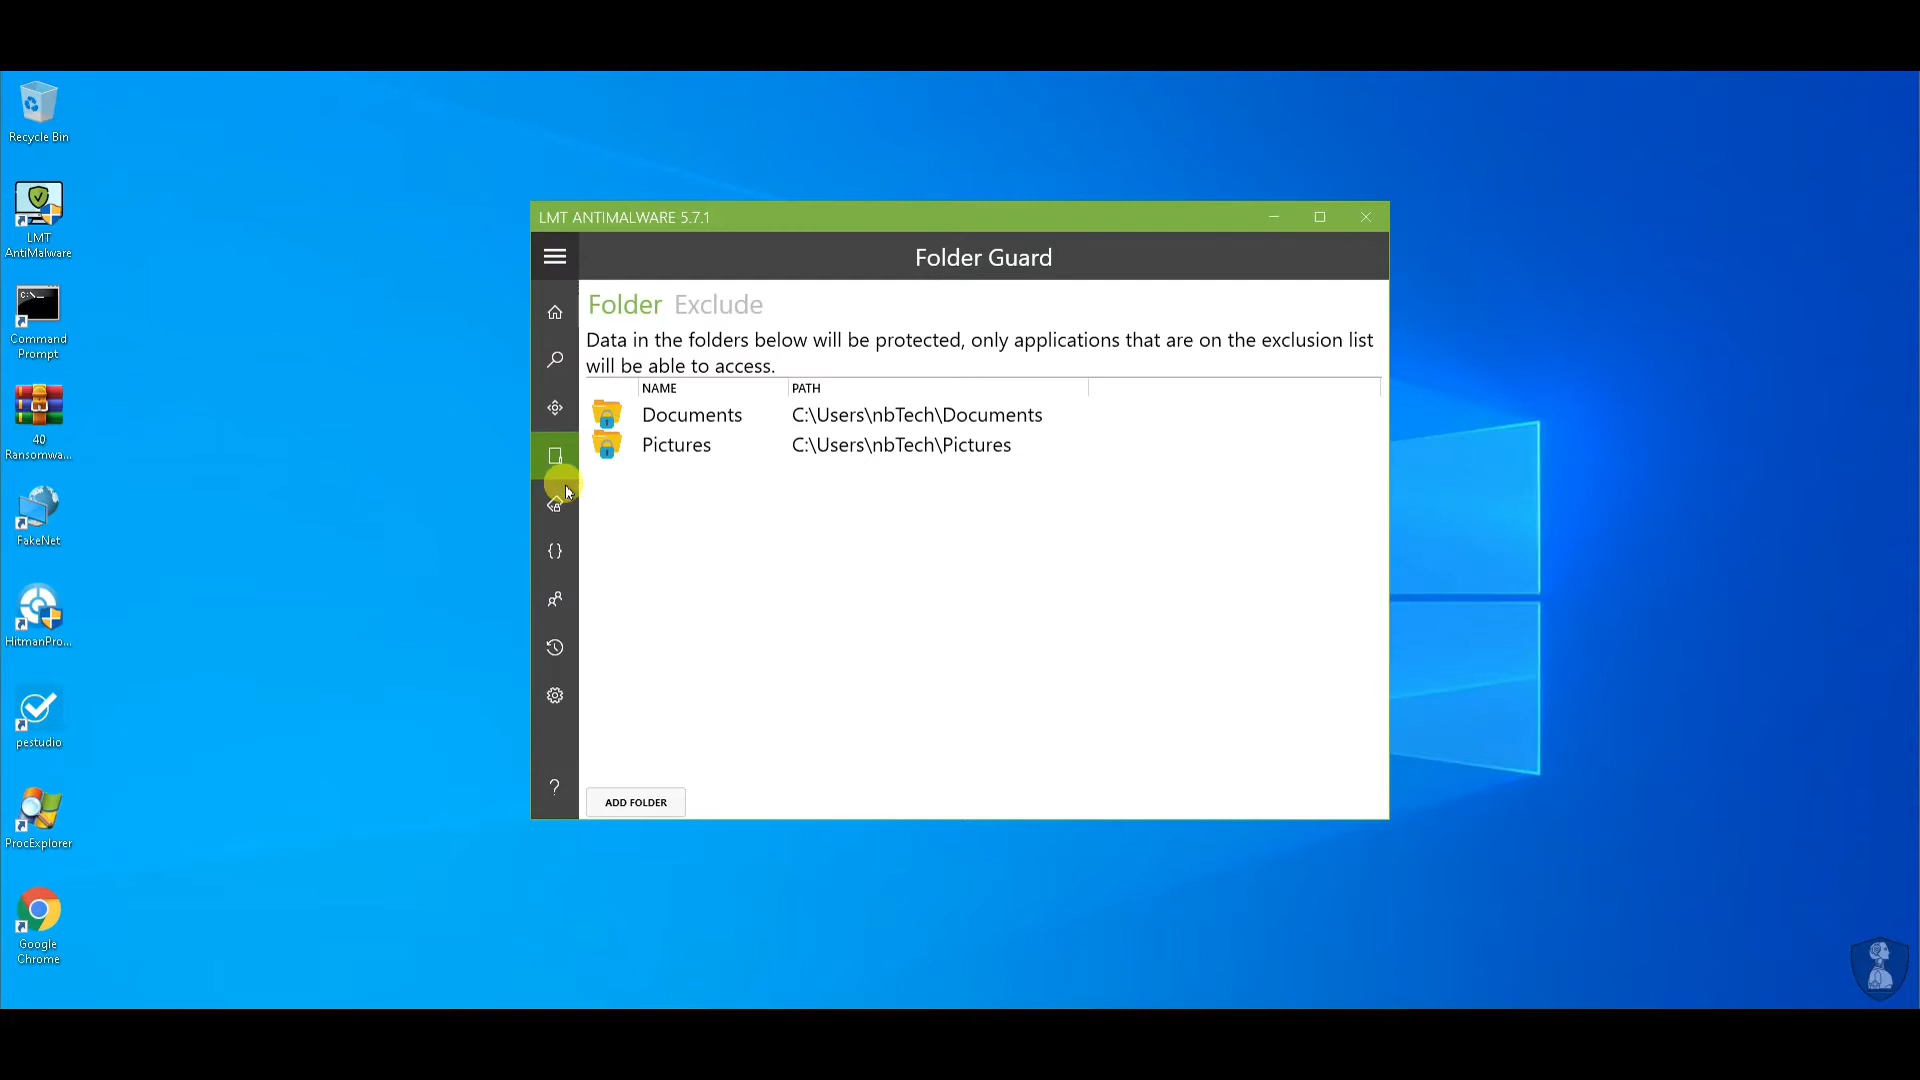 Recycle Bin
LMT
AntiMalware
C:\_
Command
Prompt
40
Ransomwa...
FakeNet
HitmanPro...
pestudio
ProcExplorer
Google
Chrome
LMT ANTIMALWARE 5.7.1
Folder Guard
Folder Exclude
Data in the folders below will be protected, only applications that are on the exclusion list
will be able to access.
NAME PATH
Documents C:\Users\nbTech\Documents
Pictures C:\Users\nbTech\Pictures
ADD FOLDER